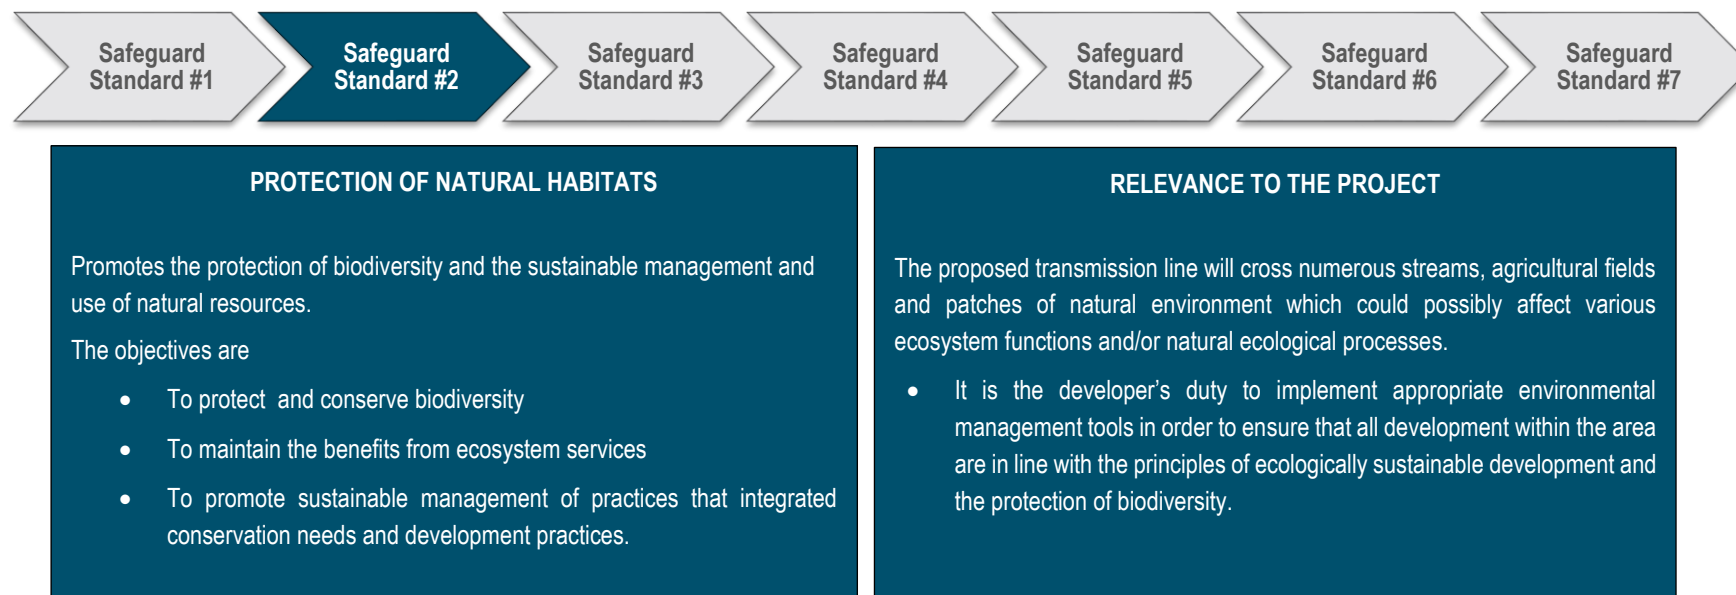 Safeguard
Standard #1
Safeguard
Standard #2
Safeguard
Standard #3
Safeguard
Standard #4
Safeguard
Standard #5
Safeguard
Standard #6
Safeguard
Standard #7
PROTECTION OF NATURAL HABITATS
Promotes the protection of biodiversity and the sustainable management and
use of natural resources.
The objectives are
• To protect and conserve biodiversity
• To maintain the benefits from ecosystem services
• To promote sustainable management of practices that integrated
conservation needs and development practices.
RELEVANCE TO THE PROJECT
The proposed transmission line will cross numerous streams, agricultural fields
and patches of natural environment which could possibly affect various
ecosystem functions and/or natural ecological processes.
• It is the developer’s duty to implement appropriate environmental
management tools in order to ensure that all development within the area
are in line with the principles of ecologically sustainable development and
the protection of biodiversity.